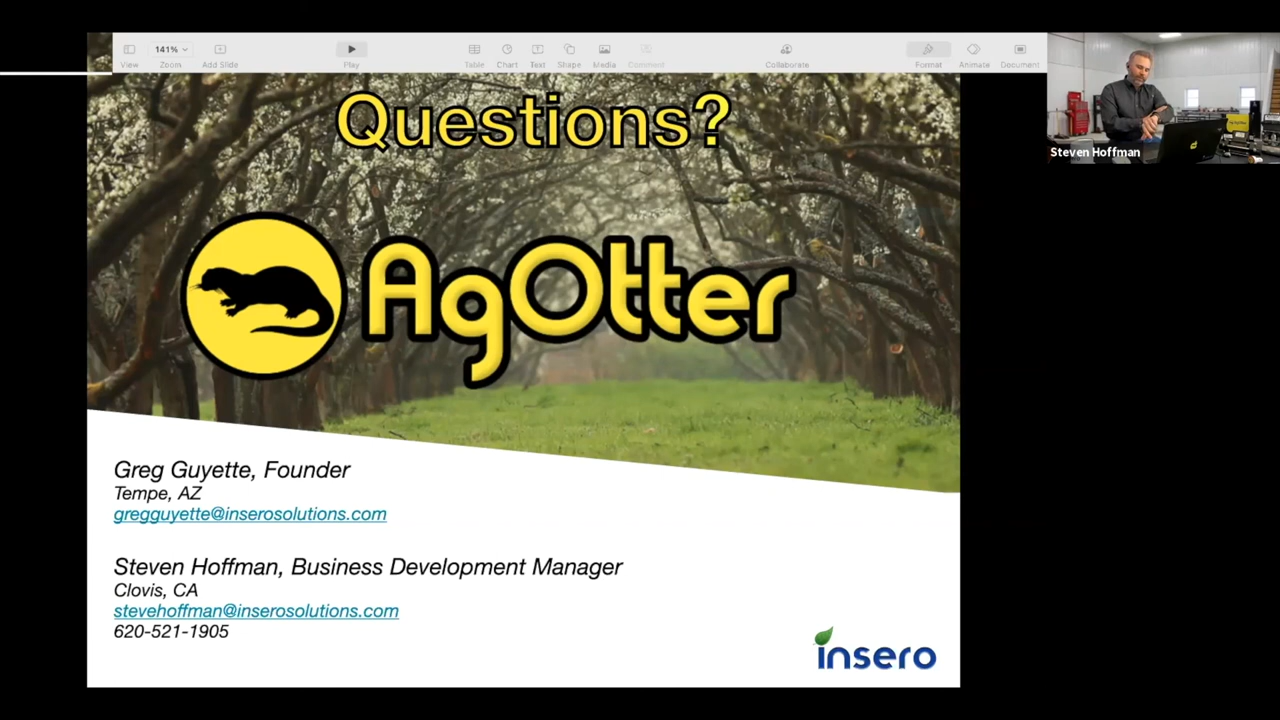 141%
View
Zoom
Add Slide
Play
Table
Chart
Text
Shape
Media
Comment
Collaborate
Format
Animate
Document
Steven Hoffman
Questions?
AgOtter
Greg Guyette, Founder
Tempe, AZ
gregguyette@inserosolutions.com
Steven Hoffman, Business Development Manager
Clovis, CA
stevehoffman@inserosolutions.com
620-521-1905
insero